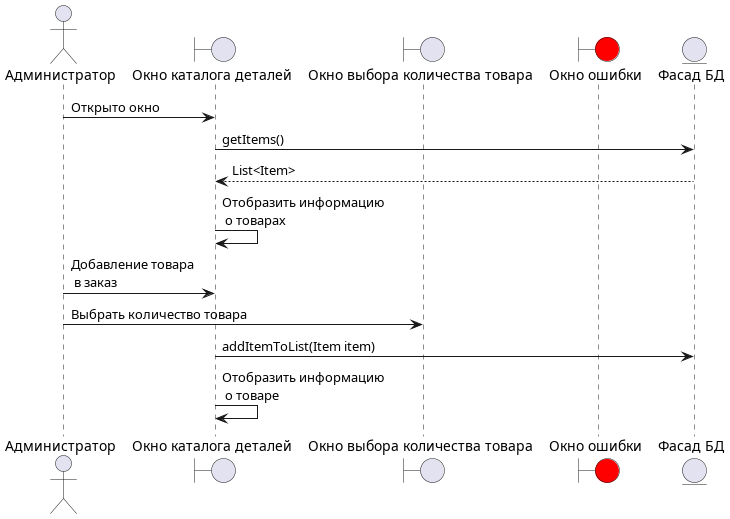 Администратор
Окно каталога деталей
Окно выбора количества товара
Окно ошибки
Фасад БД
Открыто окно
getItems()
List<Item>
Отобразить информацию
о товарах
Добавление товара
в заказ
Выбрать количество товара
addItemToList(Item item)
Отобразить информацию
о товаре
Администратор
Окно каталога деталей
Окно выбора количества товара
Окно ошибки
Фасад БД